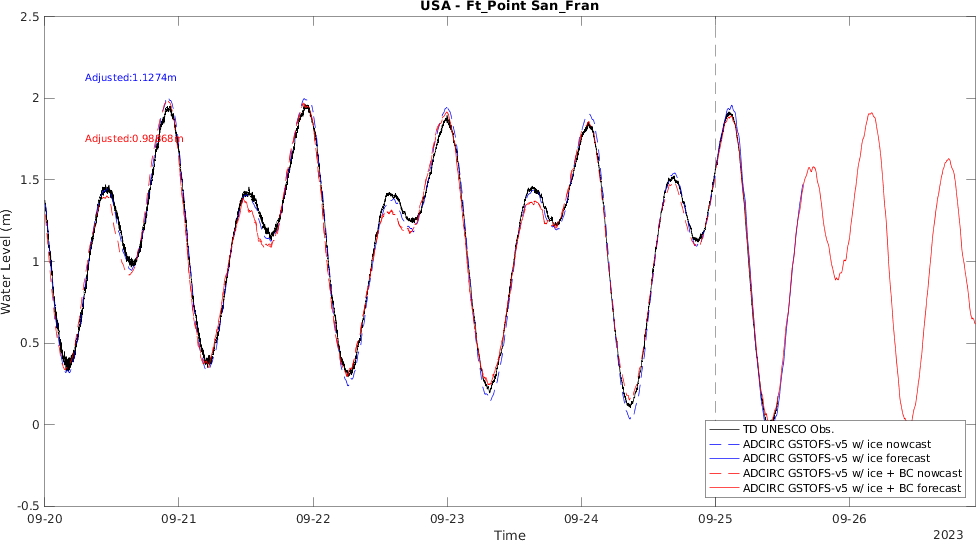 USA - Ft_Point San_Fran
2.5
Adjusted:1.1274m
2
Adjusted:0.98668m
1.5
Water Level (m)
1
0.5
0
TD UNESCO Obs.
ADCIRC GSTOFS-v5 w/ ice nowcast
ADCIRC GSTOFS-v5 w/ ice forecast
ADCIRC GSTOFS-v5 w/ ice + BC nowcast
ADCIRC GSTOFS-v5 w/ ice + BC forecast
-0.5
09-20 09-21 09-22 09-23 09-24 09-25 09-26
Time
2023